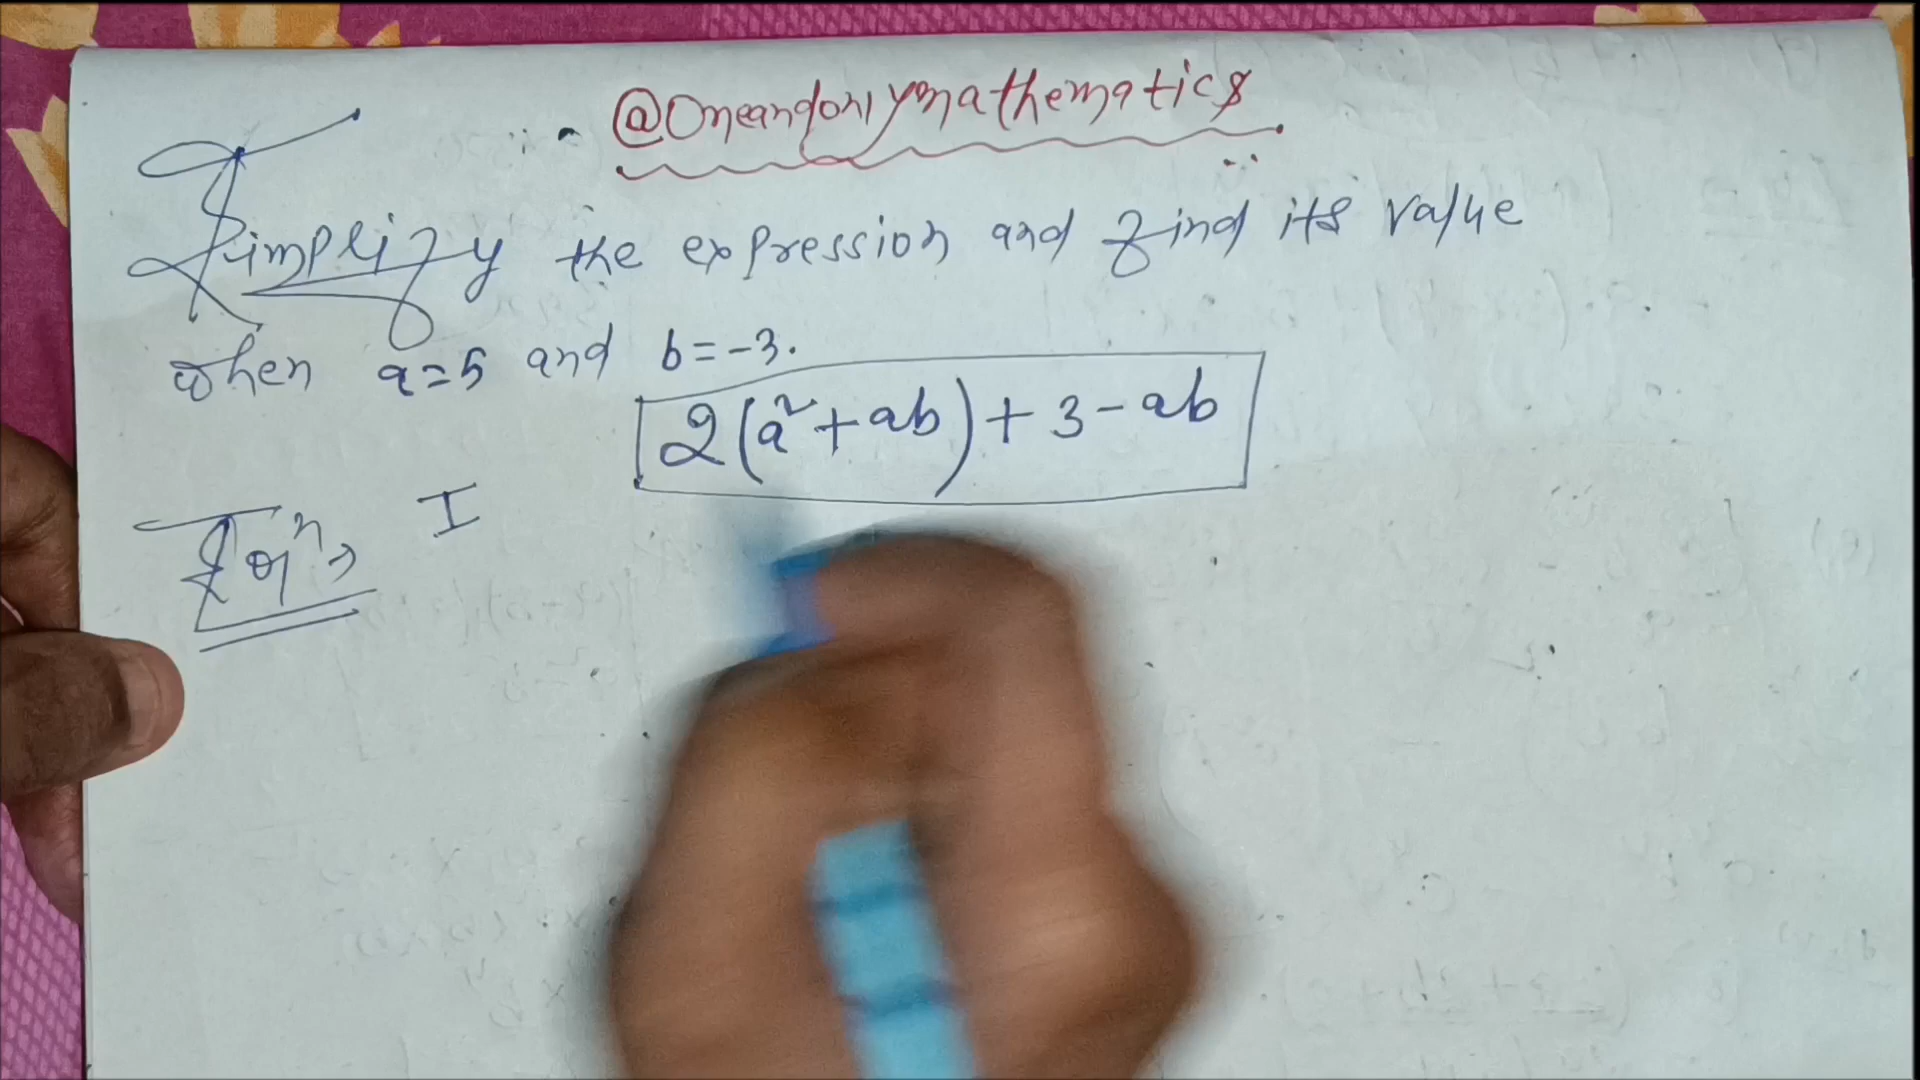 @Oneandonlymathematics
Simplify the expression and find its value
when a=5 and b=-3.
2(a²+ab)+3-ab
Solⁿ→ I